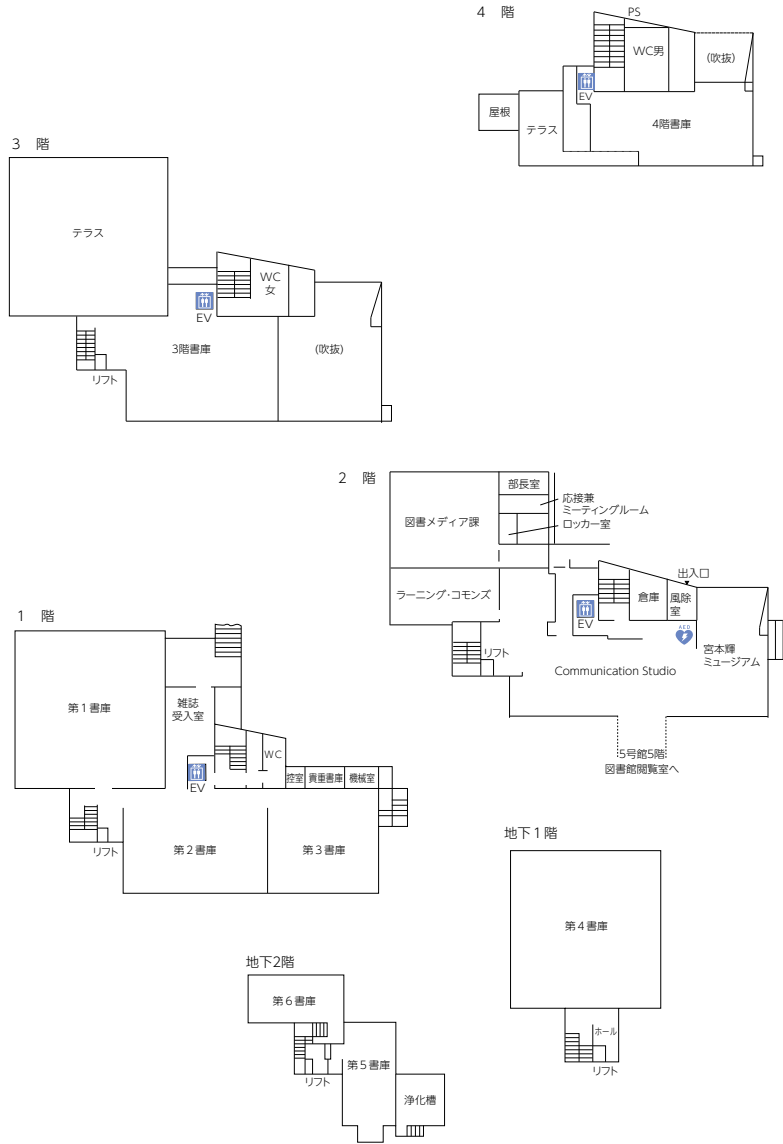 4 階
PS
WC男
(吹抜)
EV
屋根
テラス
4階書庫
3 階
テラス
WC
女
EV
3階書庫
(吹抜)
リフト
2 階
部長室
応接兼
ミーティングルーム
ロッカー室
図書メディア課
出入口
ラーニング・コモンズ
倉庫
風除
室
EV
AED
リフト
宮本輝
ミュージアム
Communication Studio
5号館5階
図書館閲覧室へ
1 階
第1書庫
雑誌
受入室
WC
EV
控室
貴重書庫
機械室
リフト
第2書庫
第3書庫
地下1階
第4書庫
ホール
リフト
地下2階
第6書庫
第5書庫
リフト
浄化槽